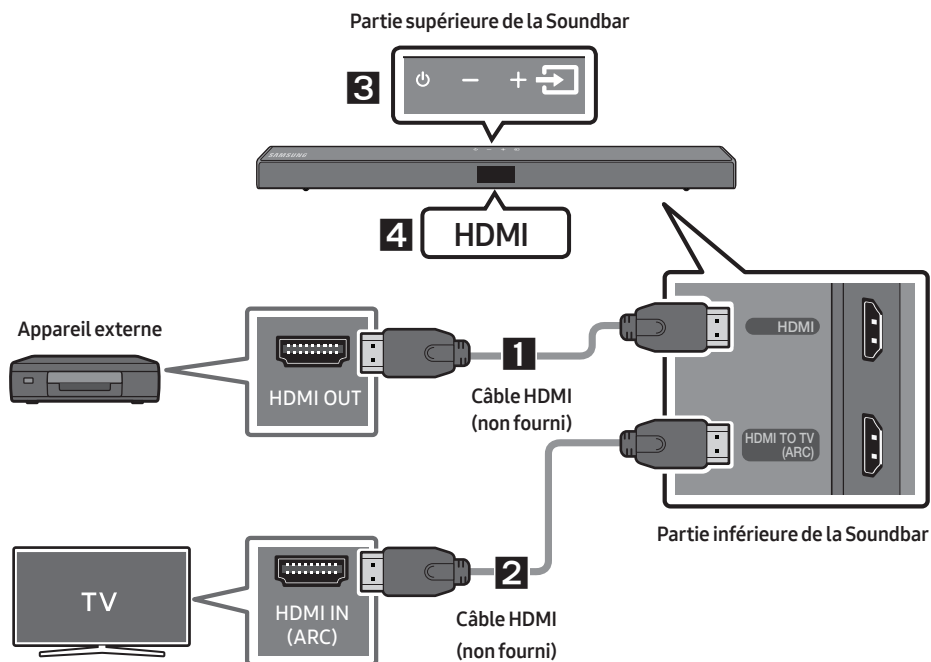 Partie supérieure de la Soundbar
3
SAMSUNG
4
HDMI
Appareil externe
HDMI OUT
1
Câble HDMI
(non fourni)
HDMI
HDMI TO TV
(ARC)
Partie inférieure de la Soundbar
TV
HDMI IN
(ARC)
2
Câble HDMI
(non fourni)